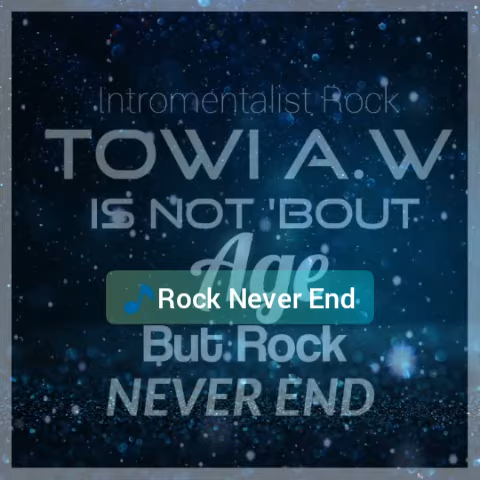 Intromentalist Rock
TOWI A.W
IS NOT 'BOUT
Age
Rock Never End
But Rock
NEVER END